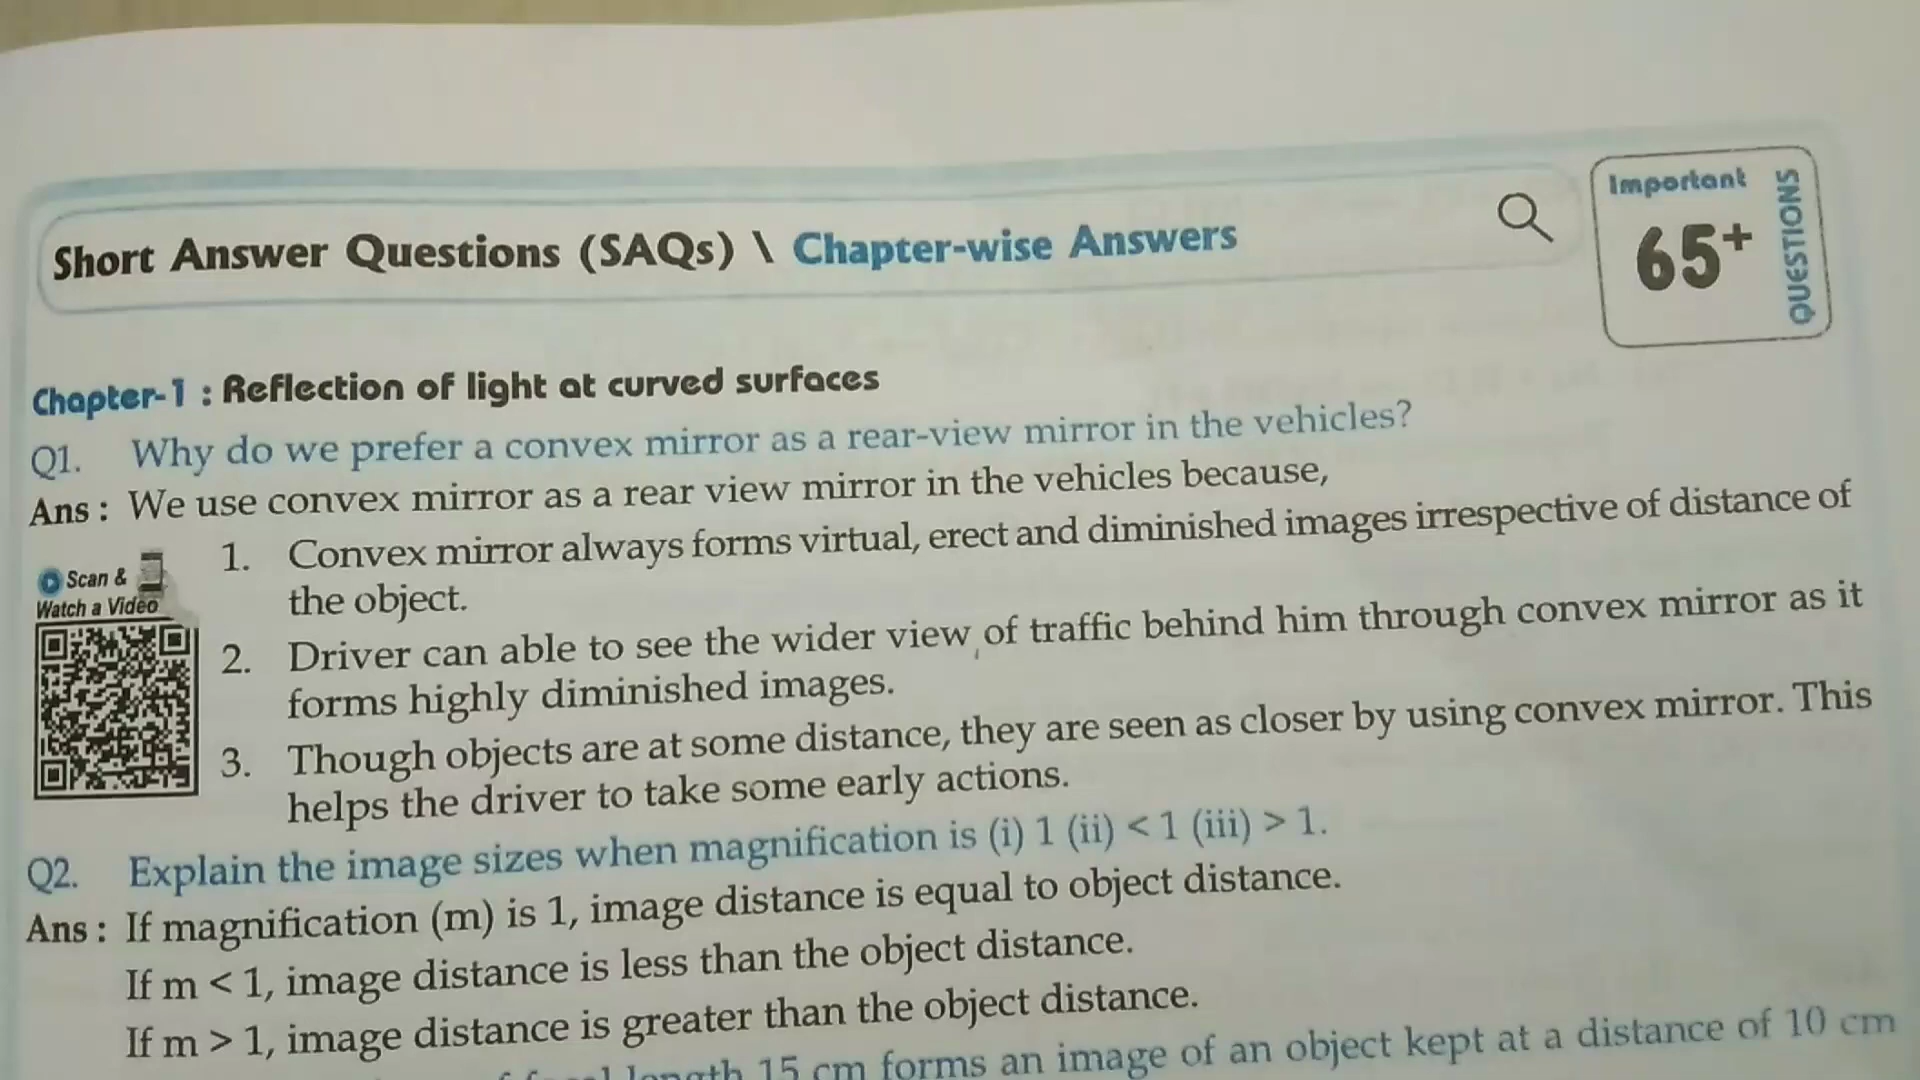 Short Answer Questions (SAQs) \ Chapter-wise Answers
Important
65+
QUESTIONS
Chapter-1 : Reflection of light at curved surfaces
Q1. Why do we prefer a convex mirror as a rear-view mirror in the vehicles?
Ans : We use convex mirror as a rear view mirror in the vehicles because,
1. Convex mirror always forms virtual, erect and diminished images irrespective of distance of
the object.
Scan &
Watch a Video
2. Driver can able to see the wider view of traffic behind him through convex mirror as it
forms highly diminished images.
3. Though objects are at some distance, they are seen as closer by using convex mirror. This
helps the driver to take some early actions.
Q2. Explain the image sizes when magnification is (i) 1 (ii) < 1 (iii) > 1.
Ans : If magnification (m) is 1, image distance is equal to object distance.
If m < 1, image distance is less than the object distance.
If m > 1, image distance is greater than the object distance.
length 15 cm forms an image of an object kept at a distance of 10 cm